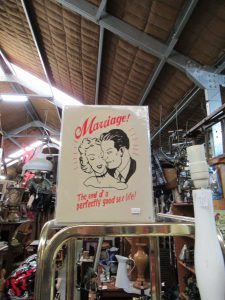 Marriage!
The end of a
perfectly good sex life!